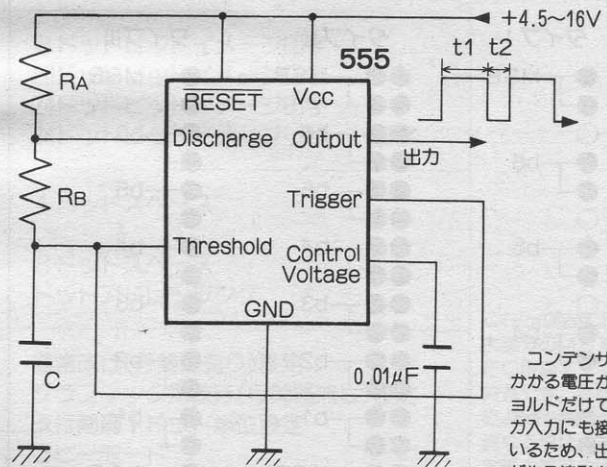 +4.5～16V
t1 t2
555
RA
RESET
Vcc
Discharge
Output
出力
RB
Trigger
Threshold
Control
Voltage
GND
C
0.01μF
コンデンサ
かかる電圧が
ョルドだけて
ガ入力にも接
いるため、出